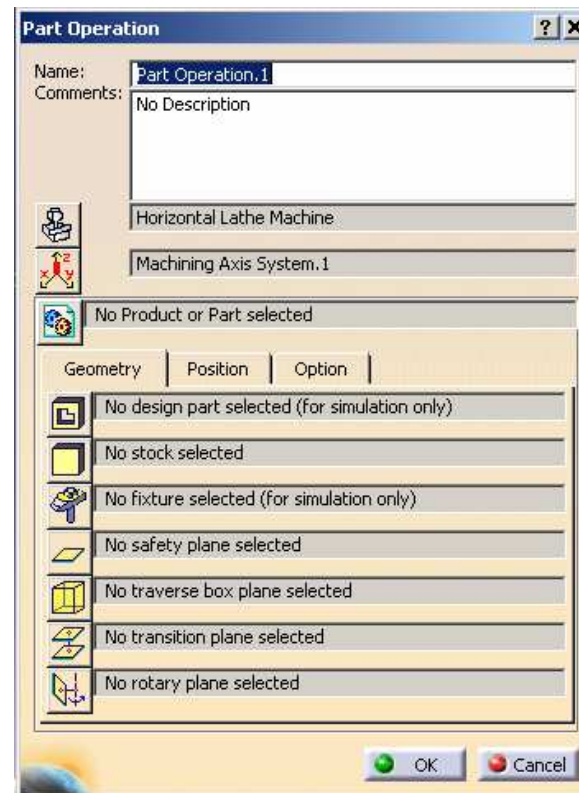 Part Operation
Name: Part Operation.1
Comments: No Description
Horizontal Lathe Machine
Machining Axis System.1
No Product or Part selected
Geometry Position Option
No design part selected (for simulation only)
No stock selected
No fixture selected (for simulation only)
No safety plane selected
No traverse box plane selected
No transition plane selected
No rotary plane selected
OK Cancel